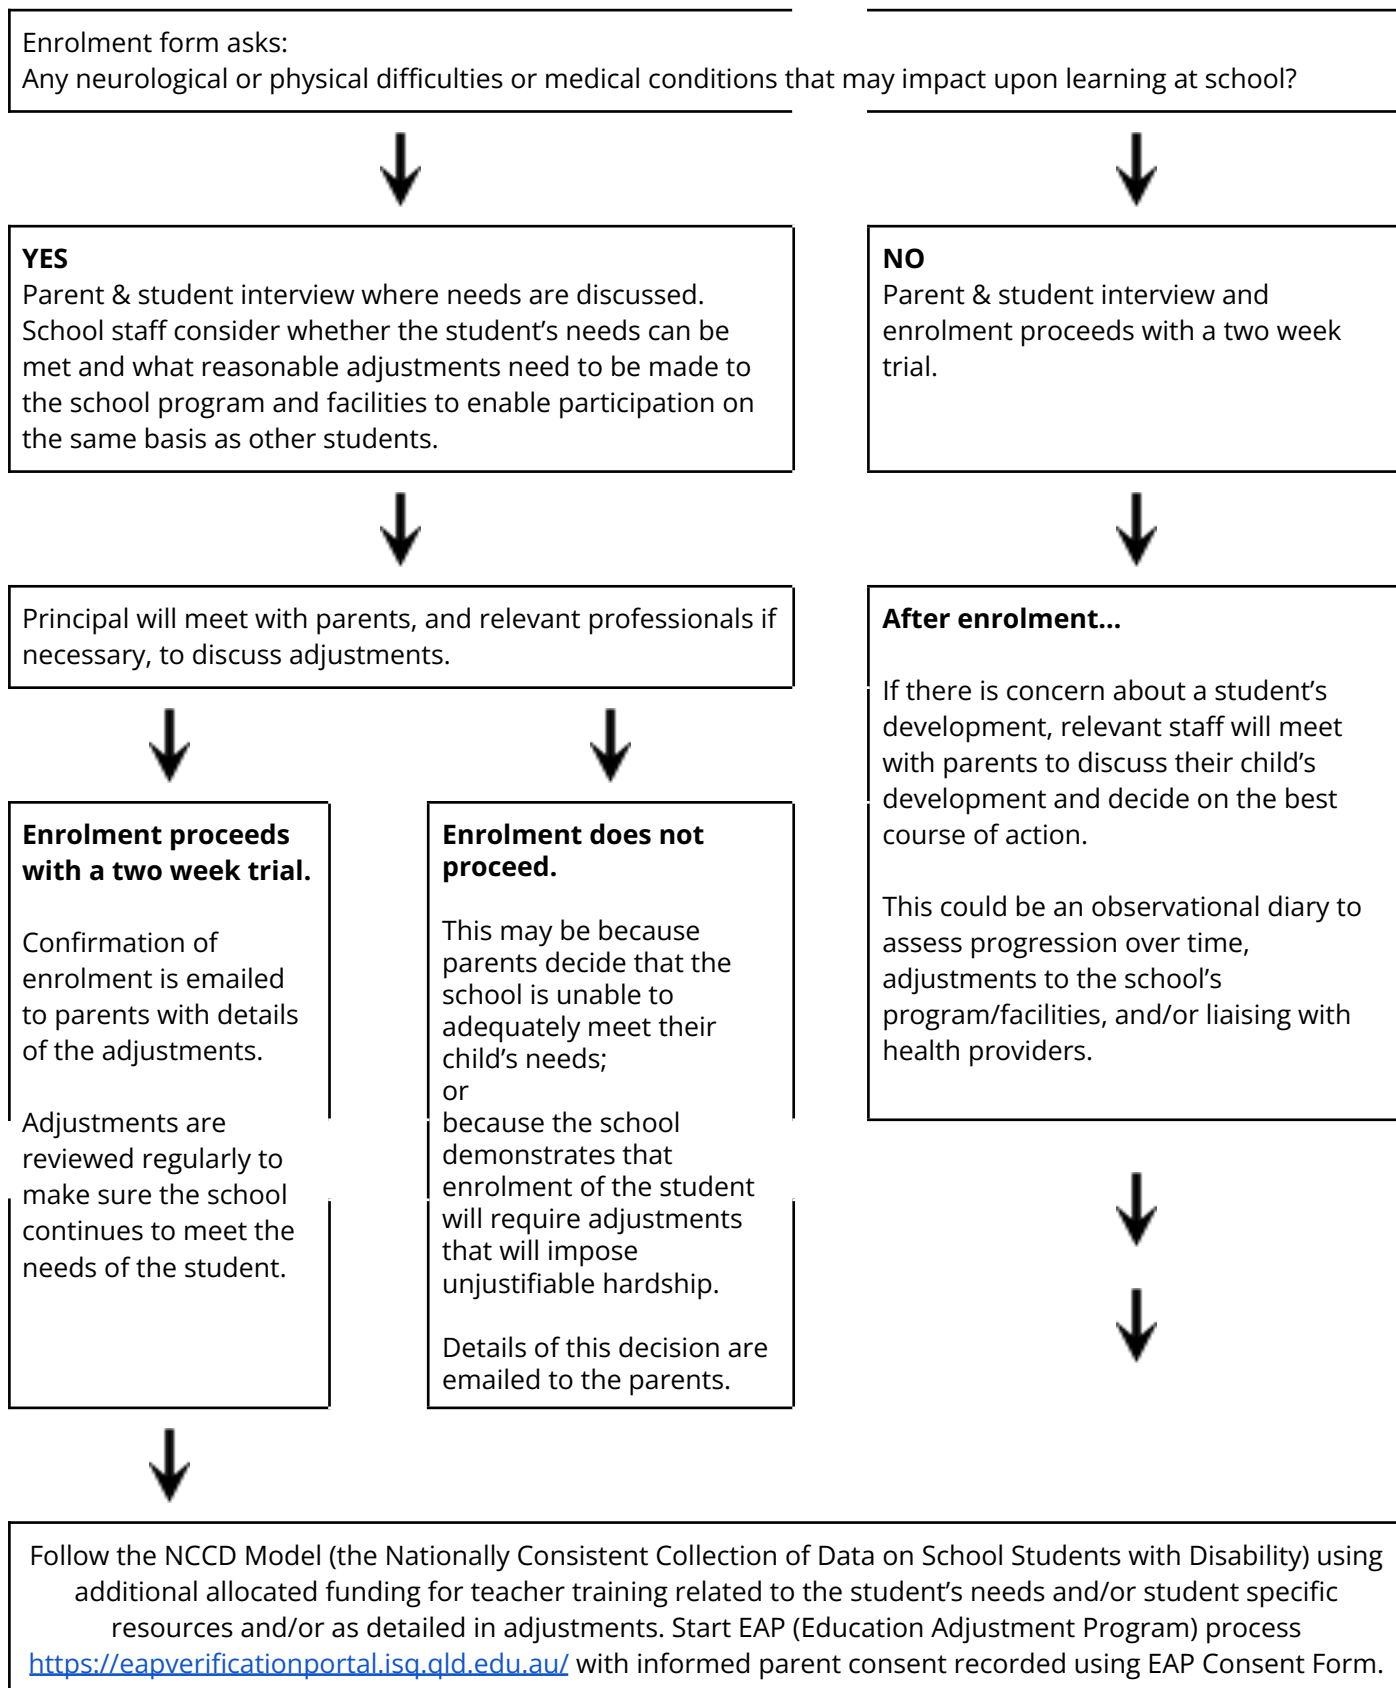 Enrolment form asks:
Any neurological or physical difficulties or medical conditions that may impact upon learning at school?
YES
Parent & student interview where needs are discussed.
School staff consider whether the student’s needs can be
met and what reasonable adjustments need to be made to
the school program and facilities to enable participation on
the same basis as other students.
NO
Parent & student interview and
enrolment proceeds with a two week
trial.
Principal will meet with parents, and relevant professionals if
necessary, to discuss adjustments.
After enrolment...
If there is concern about a student’s
development, relevant staff will meet
with parents to discuss their child’s
development and decide on the best
course of action.
This could be an observational diary to
assess progression over time,
adjustments to the school’s
program/facilities, and/or liaising with
health providers.
Enrolment proceeds
with a two week trial.
Confirmation of
enrolment is emailed
to parents with details
of the adjustments.
Adjustments are
reviewed regularly to
make sure the school
continues to meet the
needs of the student.
Enrolment does not
proceed.
This may be because
parents decide that the
school is unable to
adequately meet their
child’s needs;
or
because the school
demonstrates that
enrolment of the student
will require adjustments
that will impose
unjustifiable hardship.
Details of this decision are
emailed to the parents.
Follow the NCCD Model (the Nationally Consistent Collection of Data on School Students with Disability) using
additional allocated funding for teacher training related to the student’s needs and/or student specific
resources and/or as detailed in adjustments. Start EAP (Education Adjustment Program) process
https://eapverificationportal.isq.qld.edu.au/ with informed parent consent recorded using EAP Consent Form.